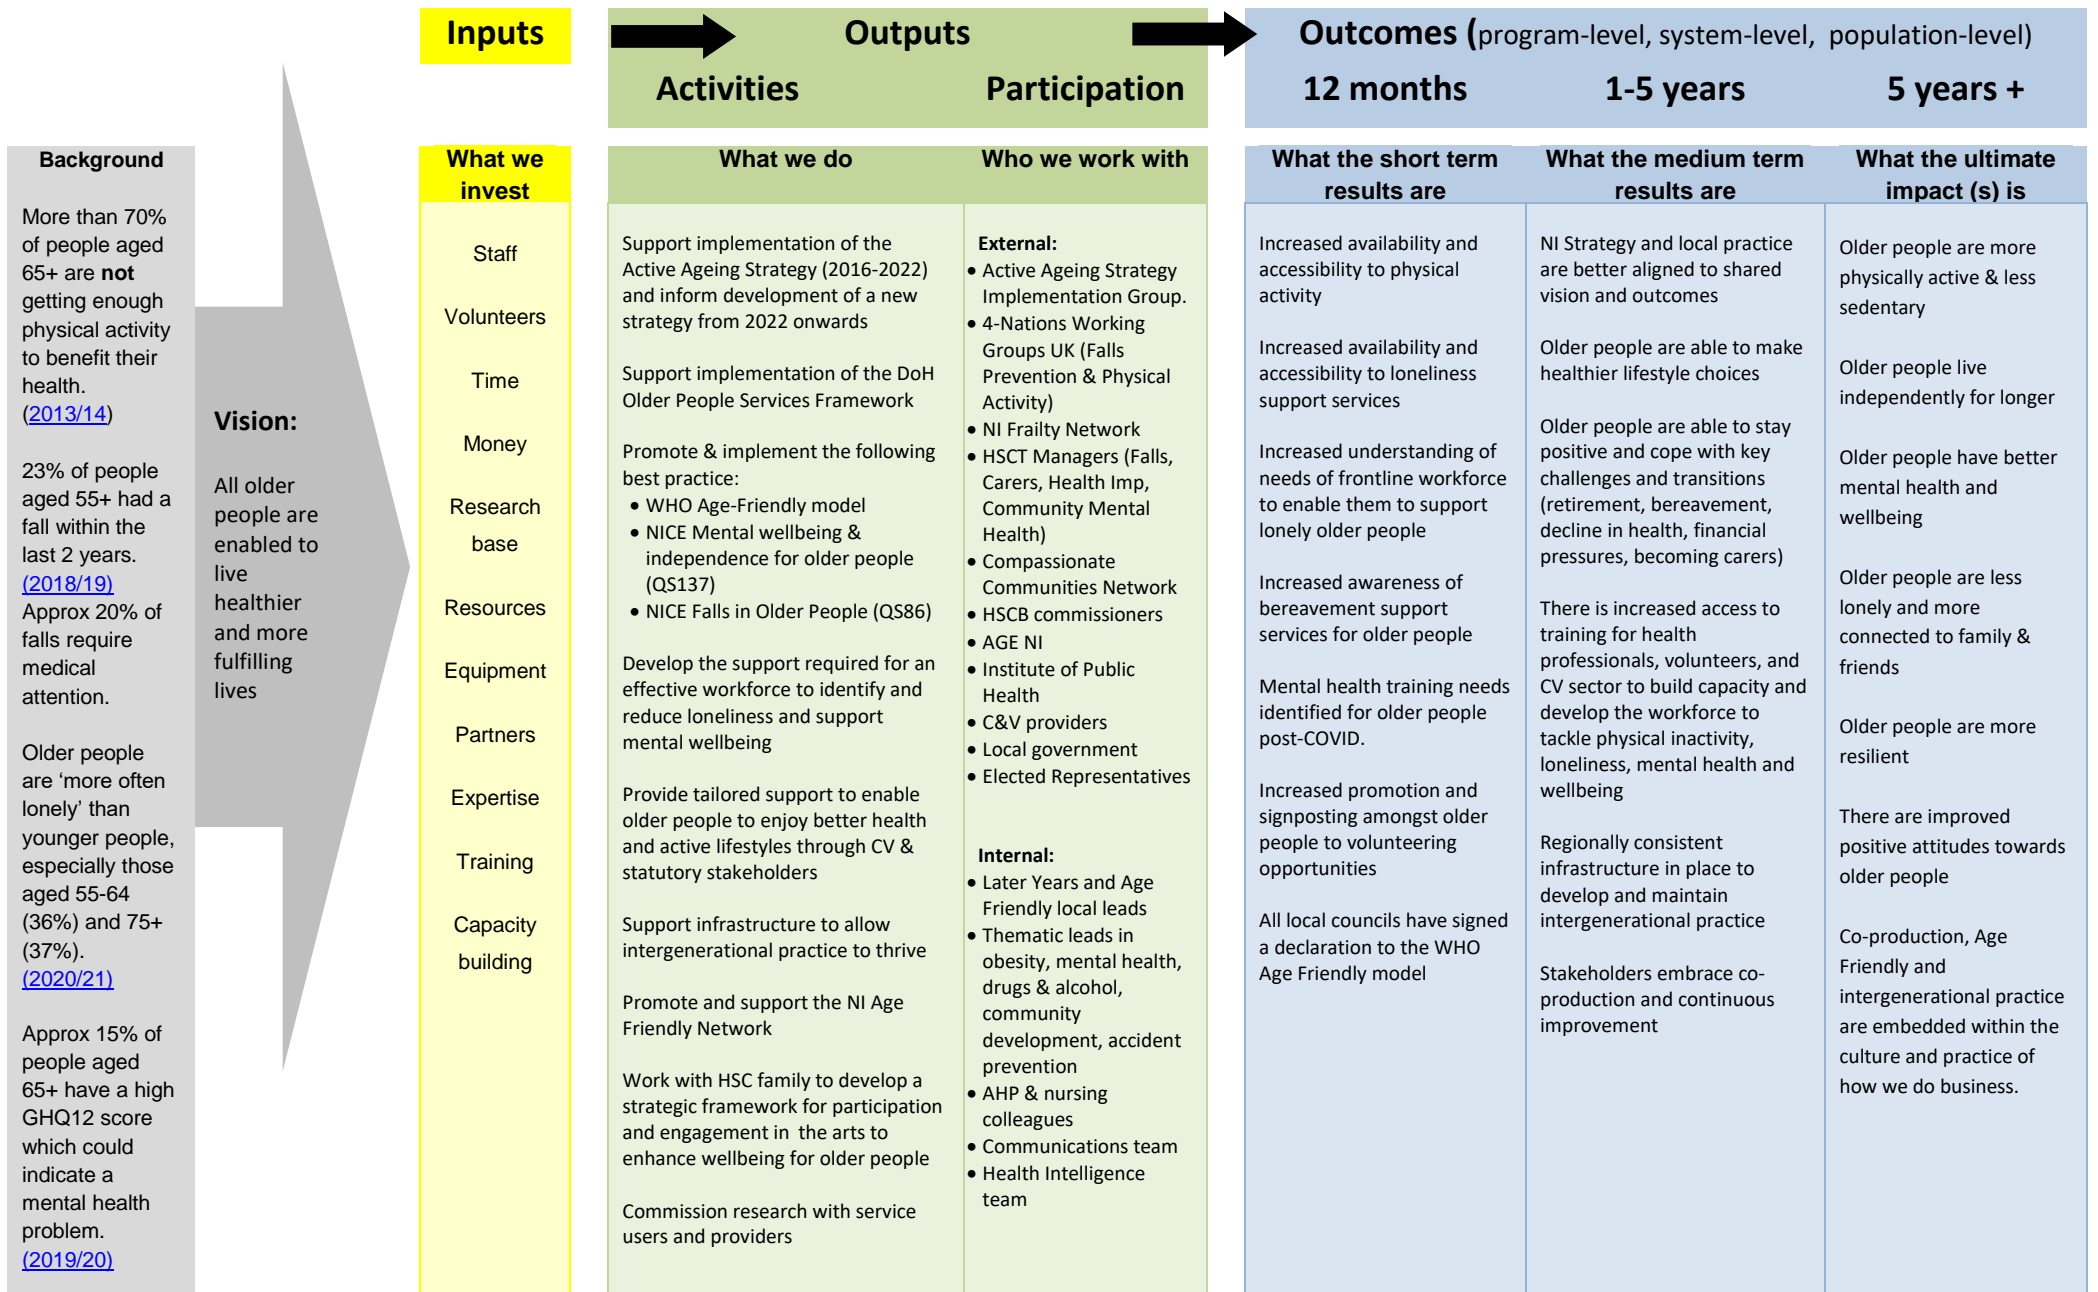 Inputs
Outputs
Outcomes (program-level, system-level, population-level)
Activities
Participation
12 months
1-5 years
5 years +
Background
More than 70%
of people aged
65+ are not
getting enough
physical activity
to benefit their
health.
(2013/14)
23% of people
aged 55+ had a
fall within the
last 2 years.
(2018/19)
Approx 20% of
falls require
medical
attention.
Older people
are ‘more often
lonely’ than
younger people,
especially those
aged 55-64
(36%) and 75+
(37%).
(2020/21)
Approx 15% of
people aged
65+ have a high
GHQ12 score
which could
indicate a
mental health
problem.
(2019/20)
Vision:
All older
people are
enabled to
live
healthier
and more
fulfilling
lives
What we
invest
Staff
Volunteers
Time
Money
Research
base
Resources
Equipment
Partners
Expertise
Training
Capacity
building
What we do
Support implementation of the
Active Ageing Strategy (2016-2022)
and inform development of a new
strategy from 2022 onwards
Support implementation of the DoH
Older People Services Framework
Promote & implement the following
best practice:
• WHO Age-Friendly model
• NICE Mental wellbeing &
independence for older people
(QS137)
• NICE Falls in Older People (QS86)
Develop the support required for an
effective workforce to identify and
reduce loneliness and support
mental wellbeing
Provide tailored support to enable
older people to enjoy better health
and active lifestyles through CV &
statutory stakeholders
Support infrastructure to allow
intergenerational practice to thrive
Promote and support the NI Age
Friendly Network
Work with HSC family to develop a
strategic framework for participation
and engagement in the arts to
enhance wellbeing for older people
Commission research with service
users and providers
Who we work with
External:
• Active Ageing Strategy
Implementation Group.
• 4-Nations Working
Groups UK (Falls
Prevention & Physical
Activity)
• NI Frailty Network
• HSCT Managers (Falls,
Carers, Health Imp,
Community Mental
Health)
• Compassionate
Communities Network
• HSCB commissioners
• AGE NI
• Institute of Public
Health
• C&V providers
• Local government
• Elected Representatives
Internal:
• Later Years and Age
Friendly local leads
• Thematic leads in
obesity, mental health,
drugs & alcohol,
community
development, accident
prevention
• AHP & nursing
colleagues
• Communications team
• Health Intelligence
team
What the short term
results are
Increased availability and
accessibility to physical
activity
Increased availability and
accessibility to loneliness
support services
Increased understanding of
needs of frontline workforce
to enable them to support
lonely older people
Increased awareness of
bereavement support
services for older people
Mental health training needs
identified for older people
post-COVID.
Increased promotion and
signposting amongst older
people to volunteering
opportunities
All local councils have signed
a declaration to the WHO
Age Friendly model
What the medium term
results are
NI Strategy and local practice
are better aligned to shared
vision and outcomes
Older people are able to make
healthier lifestyle choices
Older people are able to stay
positive and cope with key
challenges and transitions
(retirement, bereavement,
decline in health, financial
pressures, becoming carers)
There is increased access to
training for health
professionals, volunteers, and
CV sector to build capacity and
develop the workforce to
tackle physical inactivity,
loneliness, mental health and
wellbeing
Regionally consistent
infrastructure in place to
develop and maintain
intergenerational practice
Stakeholders embrace co-
production and continuous
improvement
What the ultimate
impact (s) is
Older people are more
physically active & less
sedentary
Older people live
independently for longer
Older people have better
mental health and
wellbeing
Older people are less
lonely and more
connected to family &
friends
Older people are more
resilient
There are improved
positive attitudes towards
older people
Co-production, Age
Friendly and
intergenerational practice
are embedded within the
culture and practice of
how we do business.